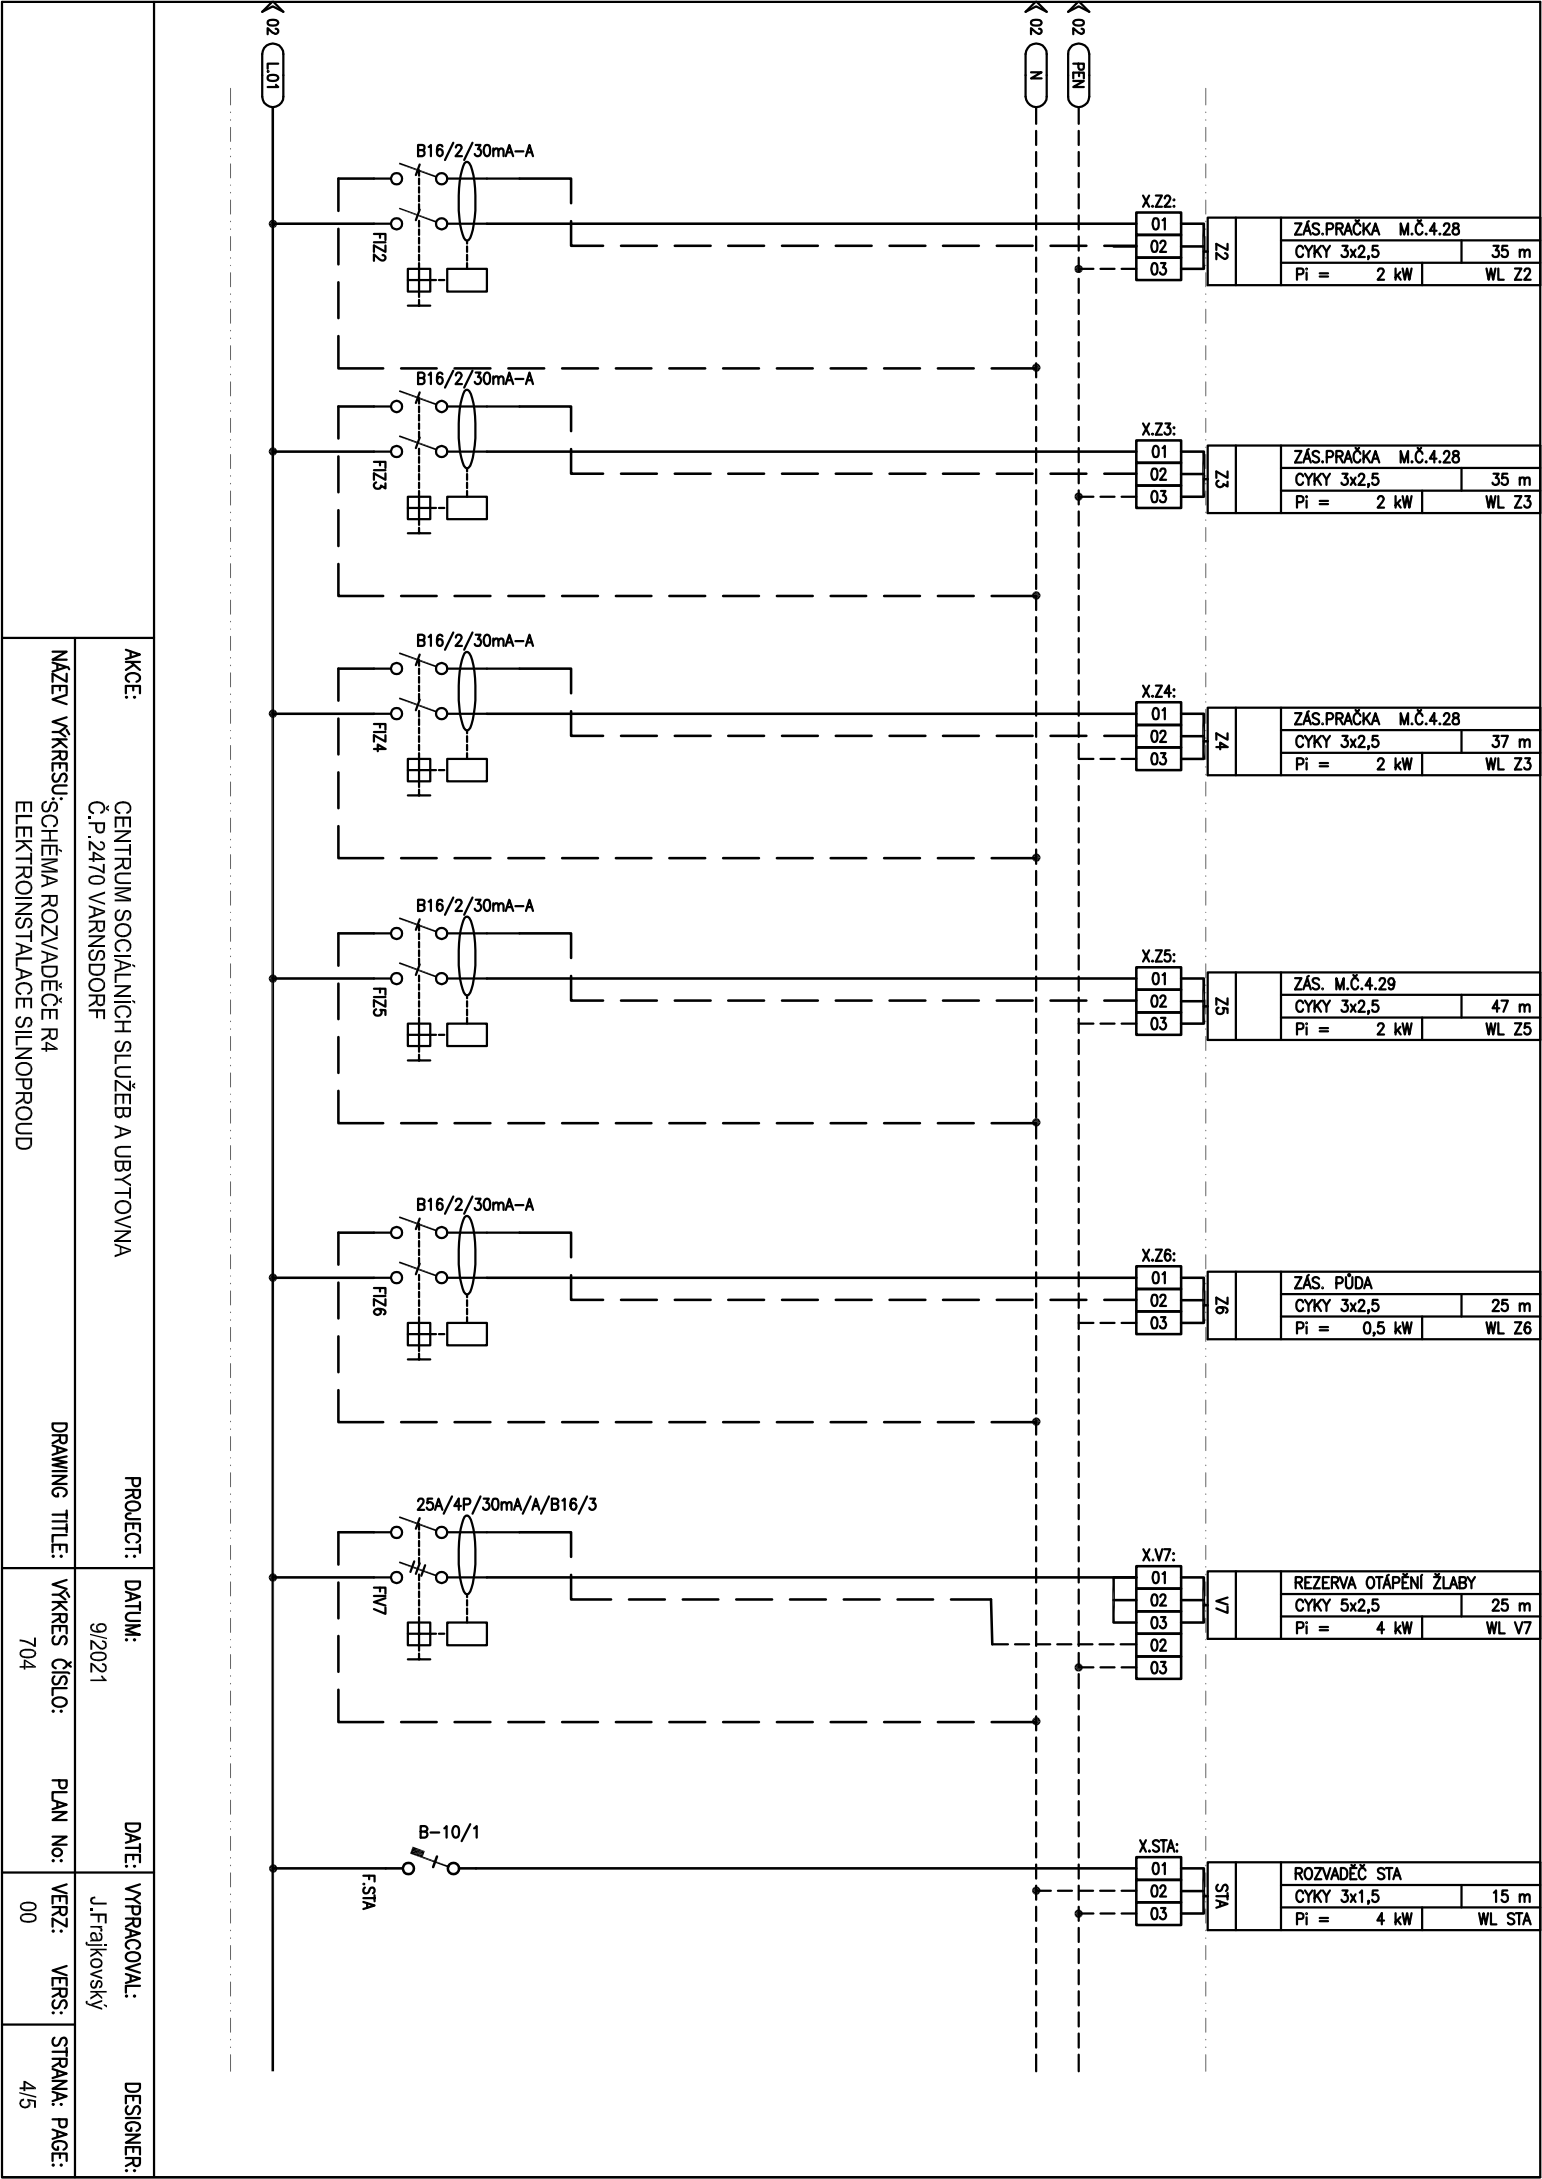 02
L.01
02
N
02
PEN
B16/2/30mA-A
FIZ2
X.Z2:
01
02
03
Z2
ZÁS.PRAČKA M.Č.4.28
CYKY 3x2,5 35 m
Pi = 2 kW WL Z2
B16/2/30mA-A
FIZ3
X.Z3:
01
02
03
Z3
ZÁS.PRAČKA M.Č.4.28
CYKY 3x2,5 35 m
Pi = 2 kW WL Z3
B16/2/30mA-A
FIZ4
X.Z4:
01
02
03
Z4
ZÁS.PRAČKA M.Č.4.28
CYKY 3x2,5 37 m
Pi = 2 kW WL Z3
B16/2/30mA-A
FIZ5
X.Z5:
01
02
03
Z5
ZÁS. M.Č.4.29
CYKY 3x2,5 47 m
Pi = 2 kW WL Z5
B16/2/30mA-A
FIZ6
X.Z6:
01
02
03
Z6
ZÁS. PŮDA
CYKY 3x2,5 25 m
Pi = 0,5 kW WL Z6
25A/4P/30mA/A/B16/3
FIV7
X.V7:
01
02
03
02
03
V7
REZERVA OTÁPĚNÍ ŽLABY
CYKY 5x2,5 25 m
Pi = 4 kW WL V7
B-10/1
F.STA
X.STA:
01
02
03
STA
ROZVADĚČ STA
CYKY 3x1,5 15 m
Pi = 4 kW WL STA
AKCE: PROJECT:
CENTRUM SOCIÁLNÍCH SLUŽEB A UBYTOVNA
Č.P.2470 VARNSDORF
NÁZEV VÝKRESU: DRAWING TITLE:
SCHÉMA ROZVADĚČE R4
ELEKTROINSTALACE SILNOPROUD
DATUM: DATE:
9/2021
VÝKRES ČÍSLO: PLAN No:
704
VYPRACOVAL: DESIGNER:
J.Frajkovský
VERZ: VERS:
00
STRANA: PAGE:
4/5